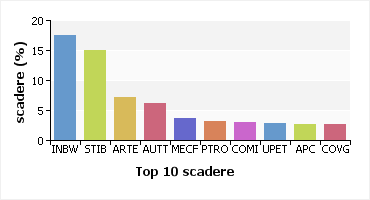 20
15
10
5
0
scadere (%)
INBW STIB ARTE AUTT MECF PTRO COMI UPET APC COVG
Top 10 scadere